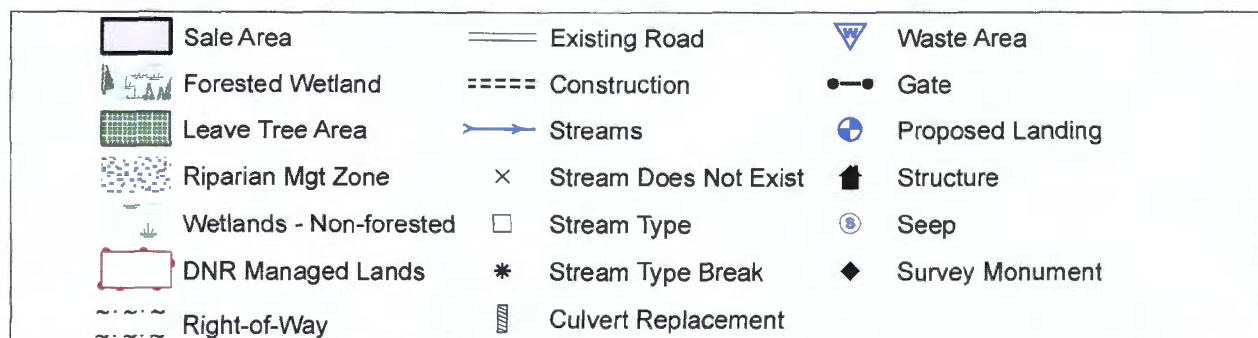 Sale Area
Forested Wetland
Leave Tree Area
Riparian Mgt Zone
Wetlands - Non-forested
DNR Managed Lands
Right-of-Way
Existing Road
Construction
Streams
Stream Does Not Exist
Stream Type
Stream Type Break
Culvert Replacement
W Waste Area
Gate
Proposed Landing
Structure
S Seep
Survey Monument